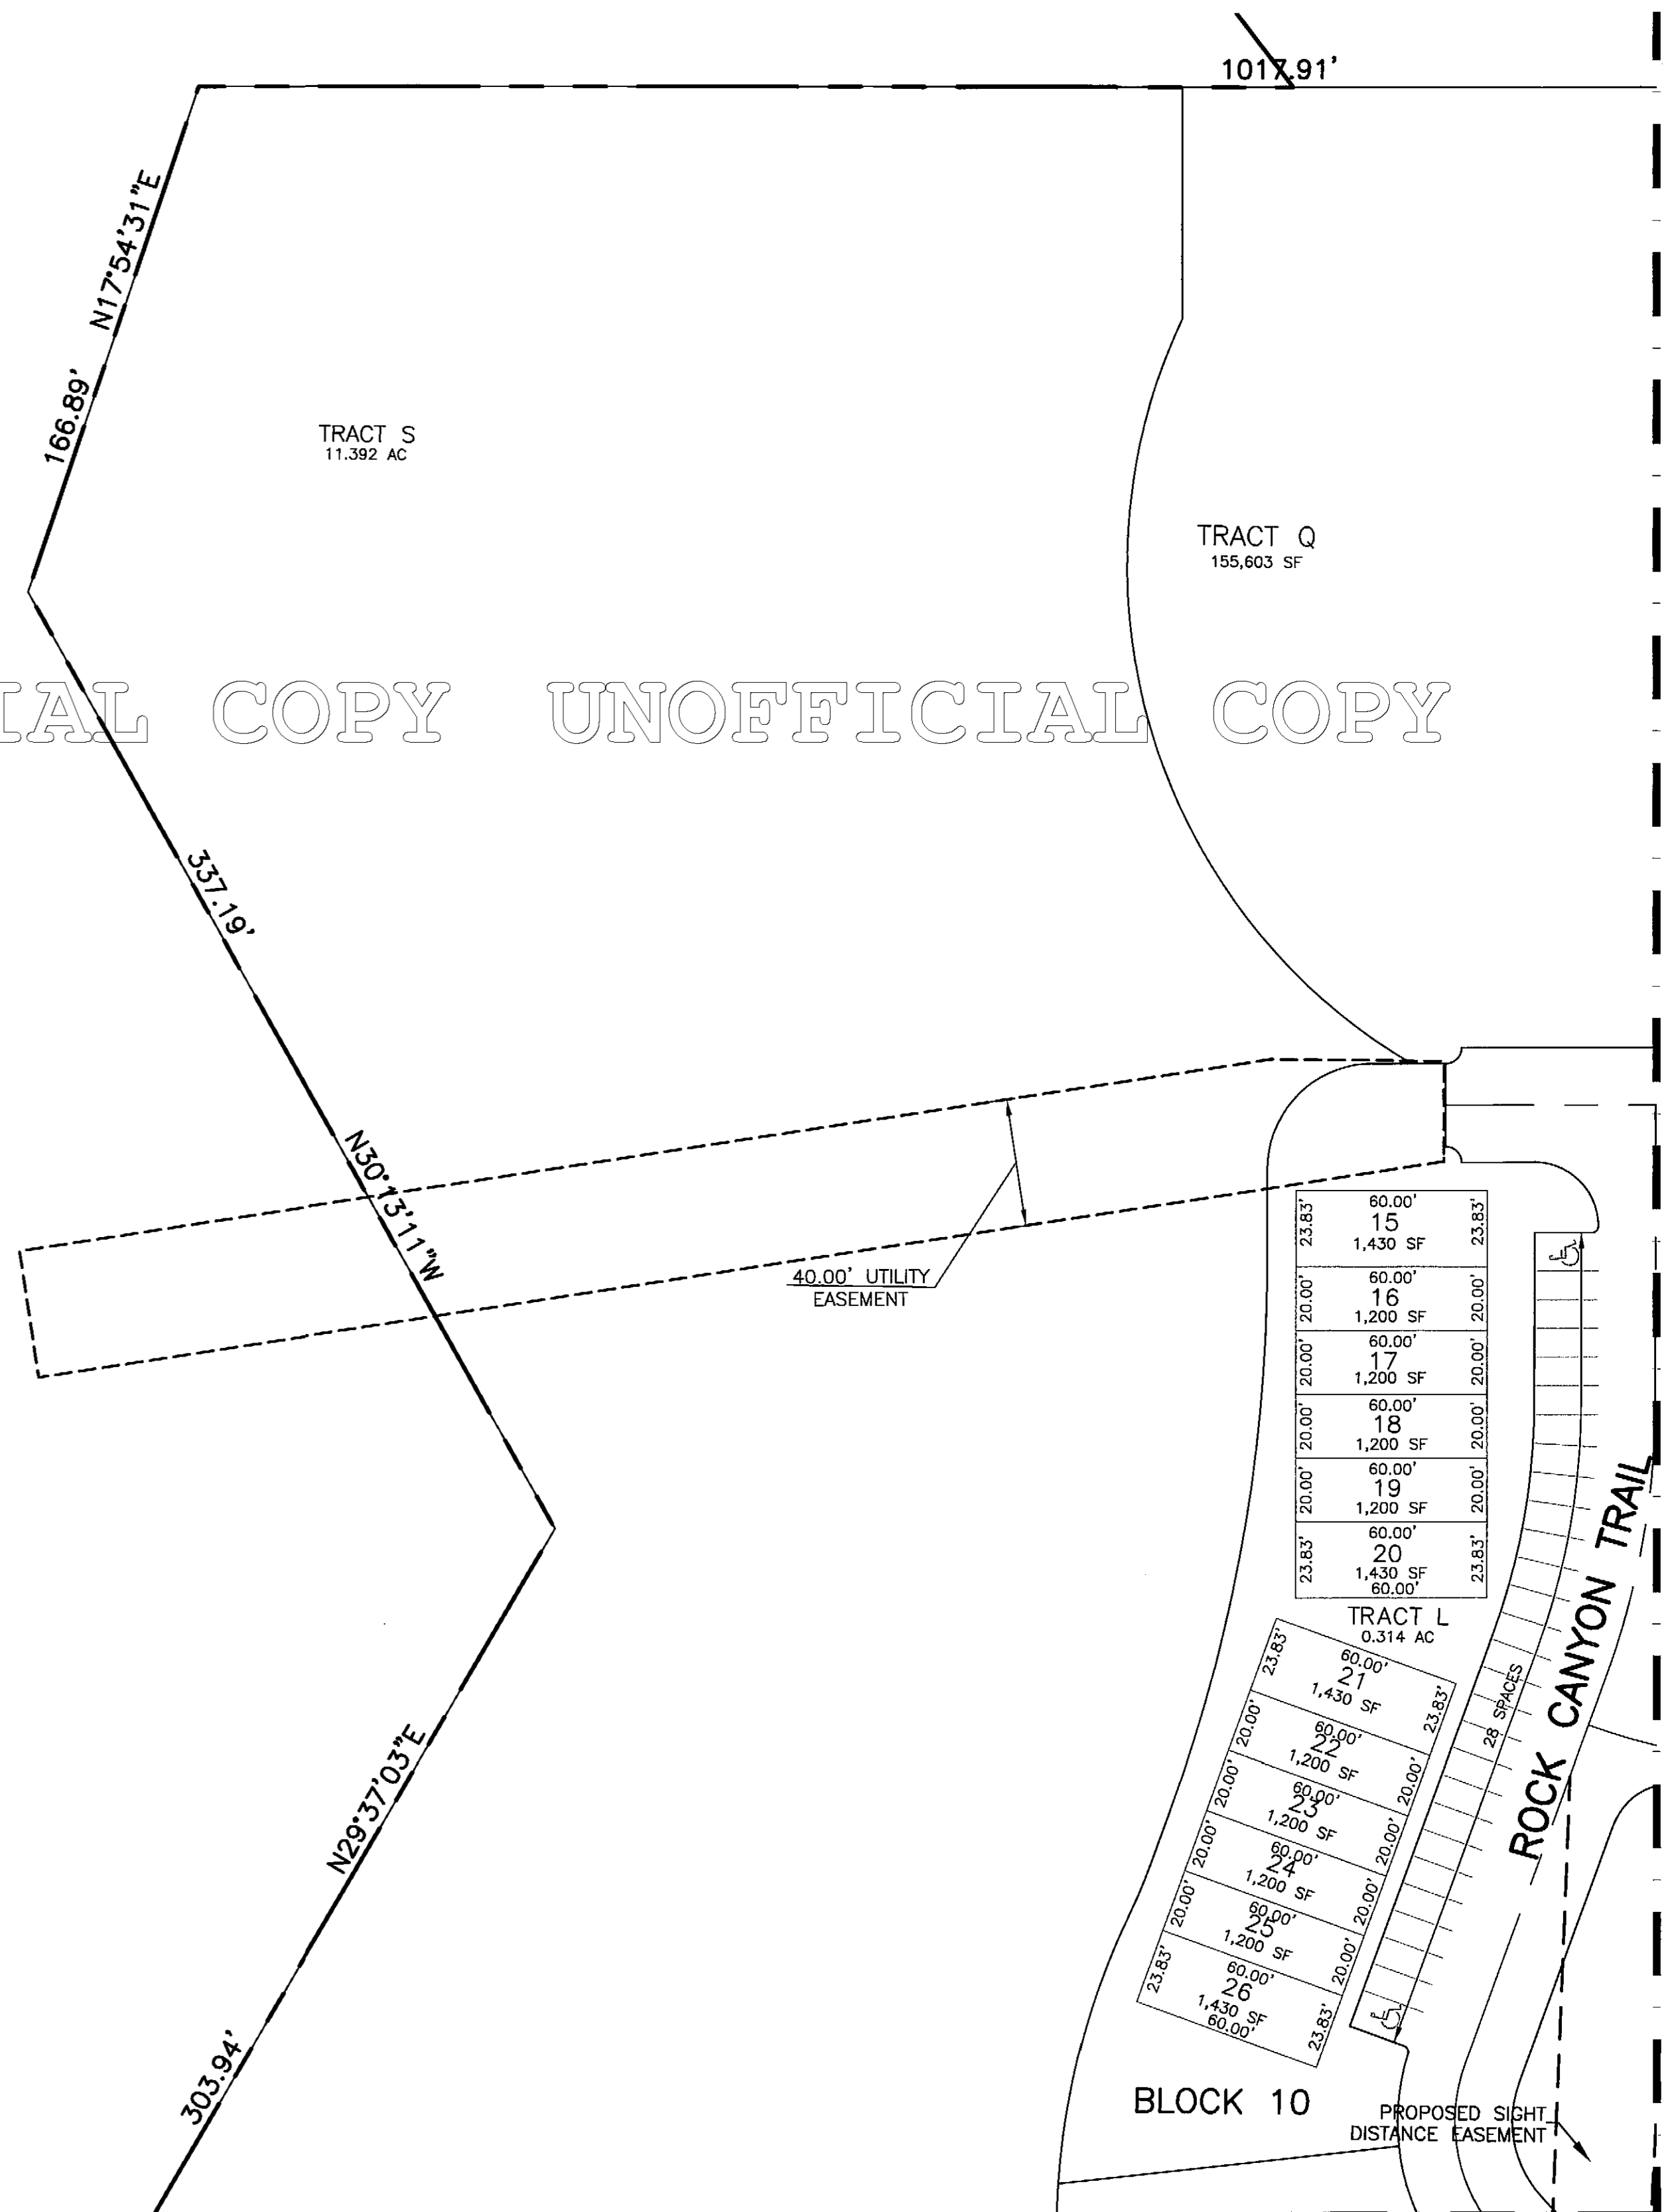 1017.91'
N17°54'31"E
166.89'
TRACT S
11.392 AC
TRACT Q
155,603 SF
IAL COPY UNOFFICIAL COPY
337.19'
N30°13'11"W
40.00' UTILITY
EASEMENT
60.00'
23.83' 15 23.83'
1,430 SF
60.00'
20.00' 16 20.00'
1,200 SF
60.00'
20.00' 17 20.00'
1,200 SF
60.00'
20.00' 18 20.00'
1,200 SF
60.00'
20.00' 19 20.00'
1,200 SF
60.00'
23.83' 20 23.83'
1,430 SF
60.00'
TRACT L
0.314 AC
60.00'
23.83' 21 23.83'
1,430 SF
60.00'
20.00' 22 20.00'
1,200 SF
60.00'
20.00' 23 20.00'
1,200 SF
60.00'
20.00' 24 20.00'
1,200 SF
60.00'
20.00' 25 20.00'
1,200 SF
60.00'
23.83' 26 23.83'
1,430 SF
60.00'
28 SPACES
ROCK CANYON TRAIL
N29°37'03"E
303.94'
BLOCK 10
PROPOSED SIGHT
DISTANCE EASEMENT